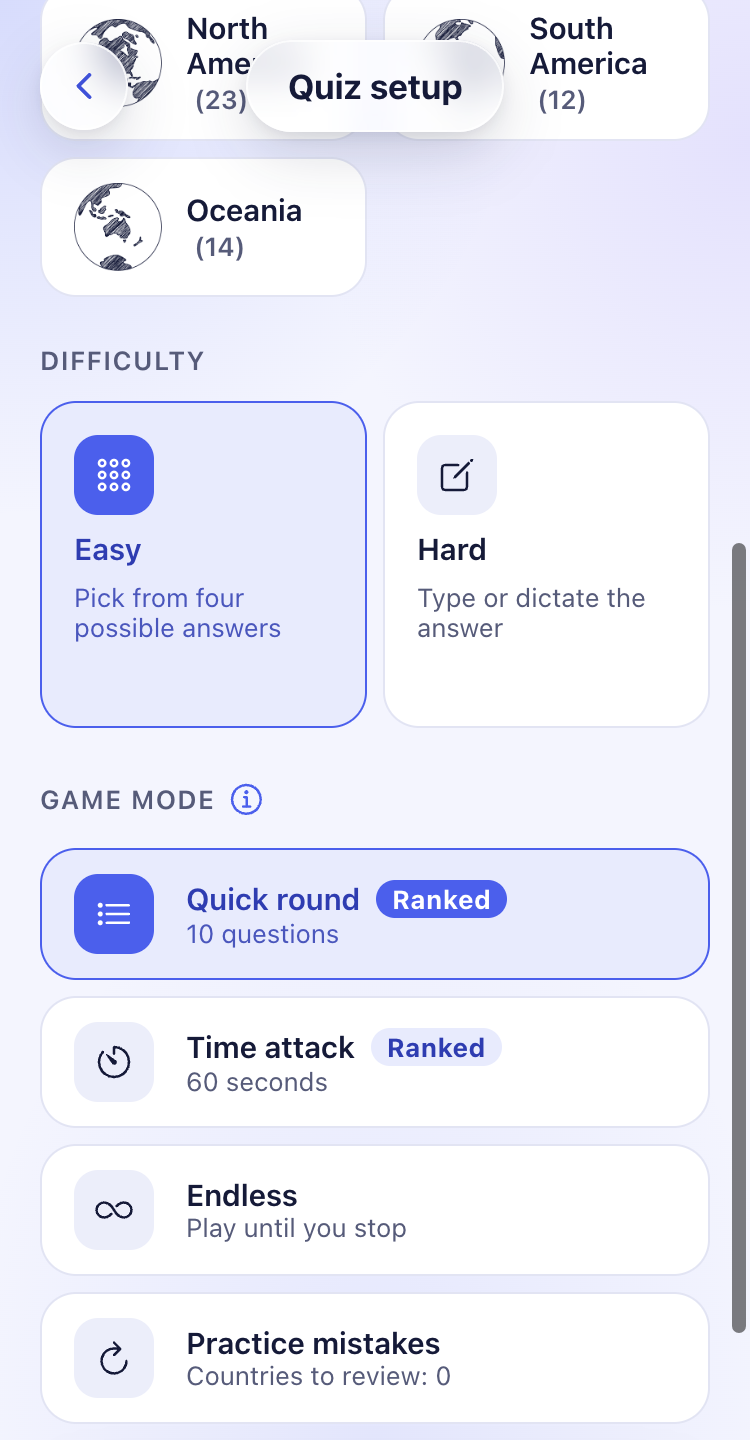 North
Ame
(23)
South
America
(12)
Quiz setup
Oceania
(14)
DIFFICULTY
Easy
Pick from four
possible answers
Hard
Type or dictate the
answer
GAME MODE
Quick round Ranked
10 questions
Time attack Ranked
60 seconds
Endless
Play until you stop
Practice mistakes
Countries to review: 0